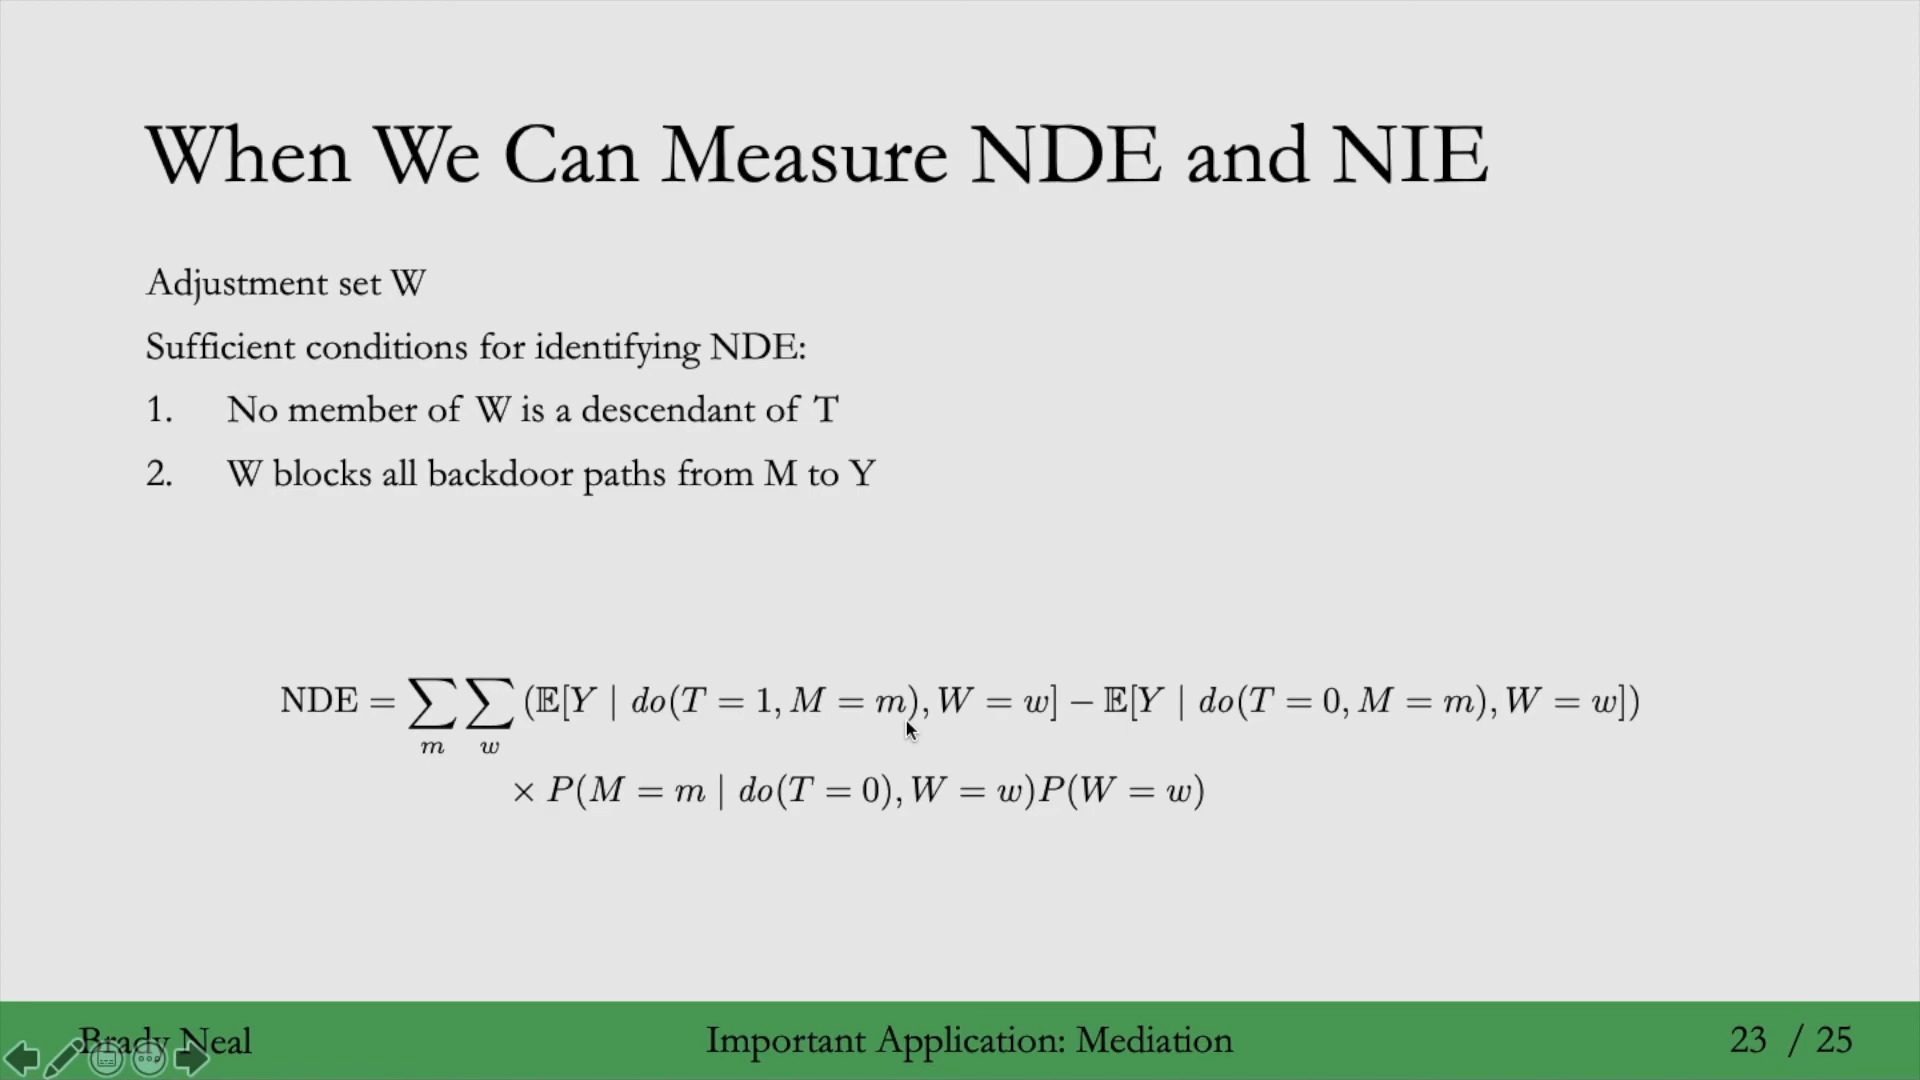 When We Can Measure NDE and NIE
Adjustment set W
Sufficient conditions for identifying NDE:
1. No member of W is a descendant of T
2. W blocks all backdoor paths from M to Y
NDE = ∑_m ∑_w (𝔼[Y | do(T = 1, M = m), W = w] − 𝔼[Y | do(T = 0, M = m), W = w])
× P(M = m | do(T = 0), W = w)P(W = w)
Brady Neal
Important Application: Mediation
23 / 25